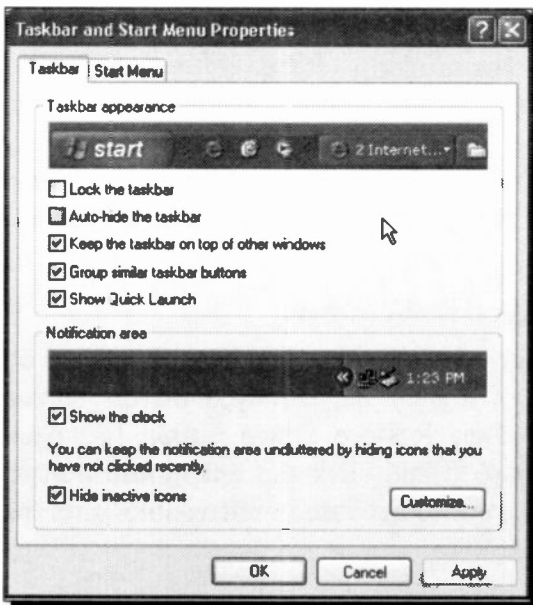 Taskbar and Start Menu Properties
Taskbar
Start Menu
Taskbar appearance
start
2 Internet...
Lock the taskbar
Auto-hide the taskbar
Keep the taskbar on top of other windows
Group similar taskbar buttons
Show Quick Launch
Notification area
1:23 PM
Show the clock
You can keep the notification area uncluttered by hiding icons that you
have not clicked recently.
Hide inactive icons
Customize...
OK
Cancel
Apply